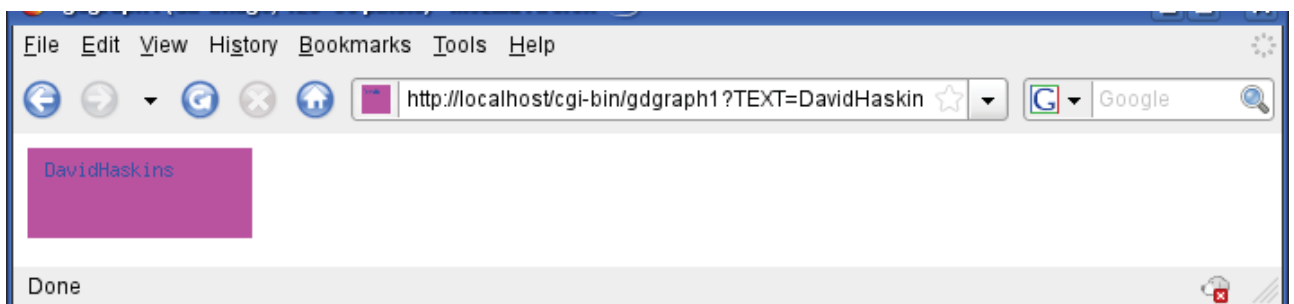 File Edit View History Bookmarks Tools Help
http://localhost/cgi-bin/gdgraph1?TEXT=DavidHaskin
G Google
DavidHaskins
Done